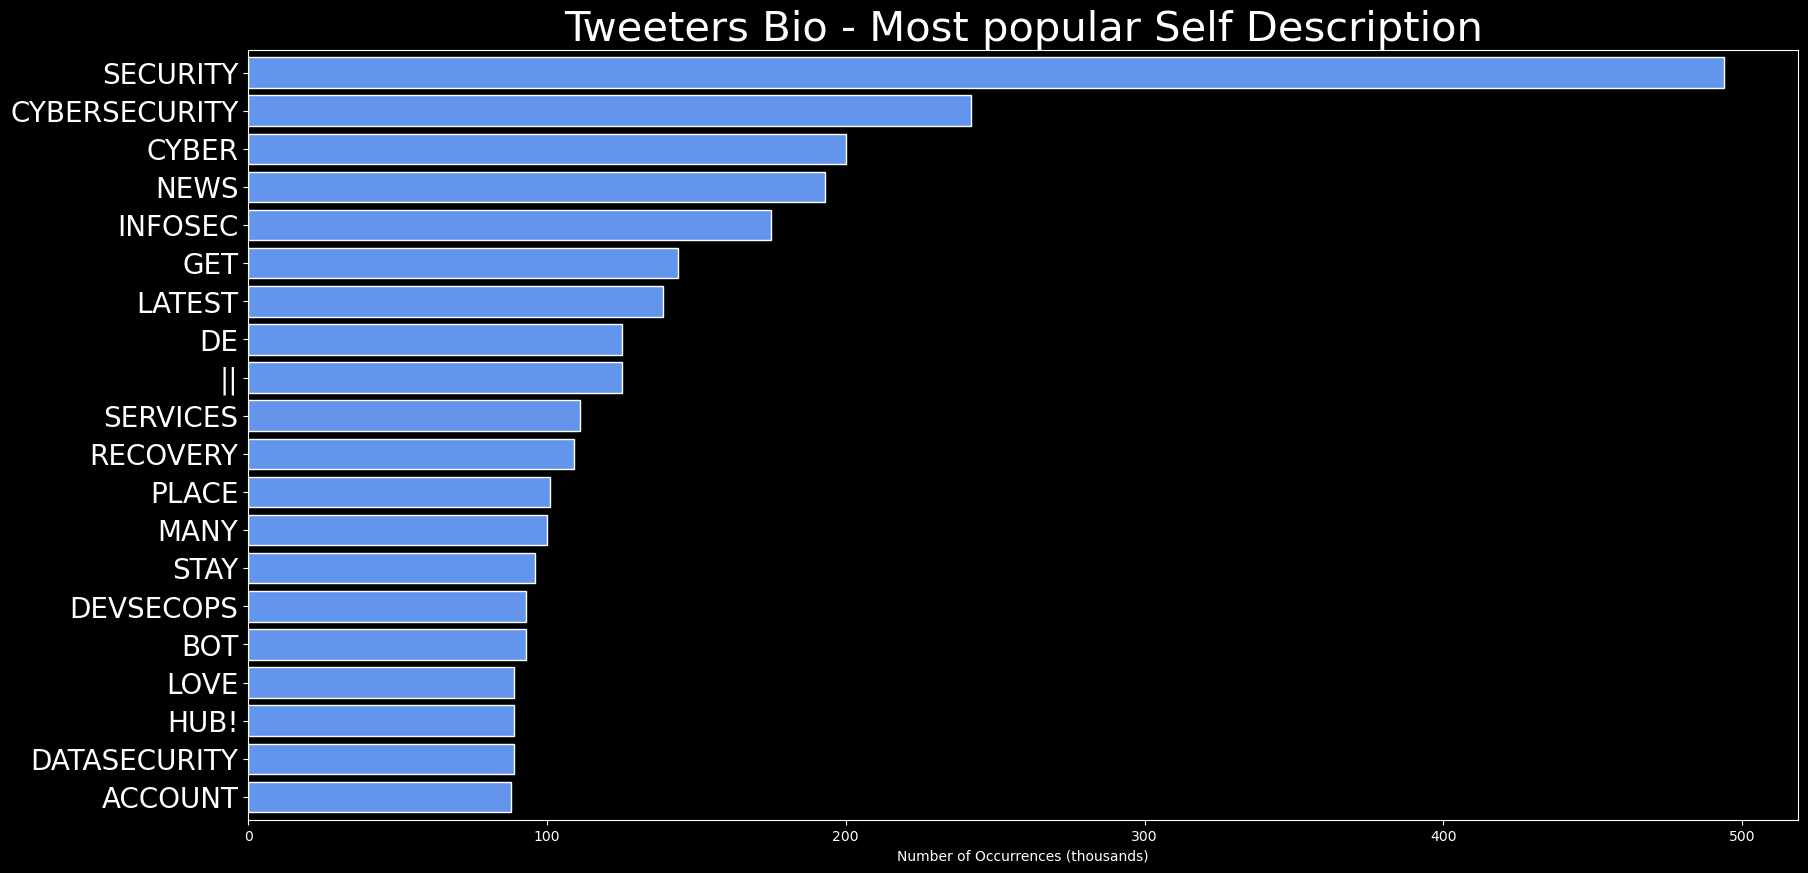 Tweeters Bio - Most popular Self Description
SECURITY
CYBERSECURITY
CYBER
NEWS
INFOSEC
GET
LATEST
DE
||
SERVICES
RECOVERY
PLACE
MANY
STAY
DEVSECOPS
BOT
LOVE
HUB!
DATASECURITY
ACCOUNT
0 100 200 300 400 500
Number of Occurrences (thousands)